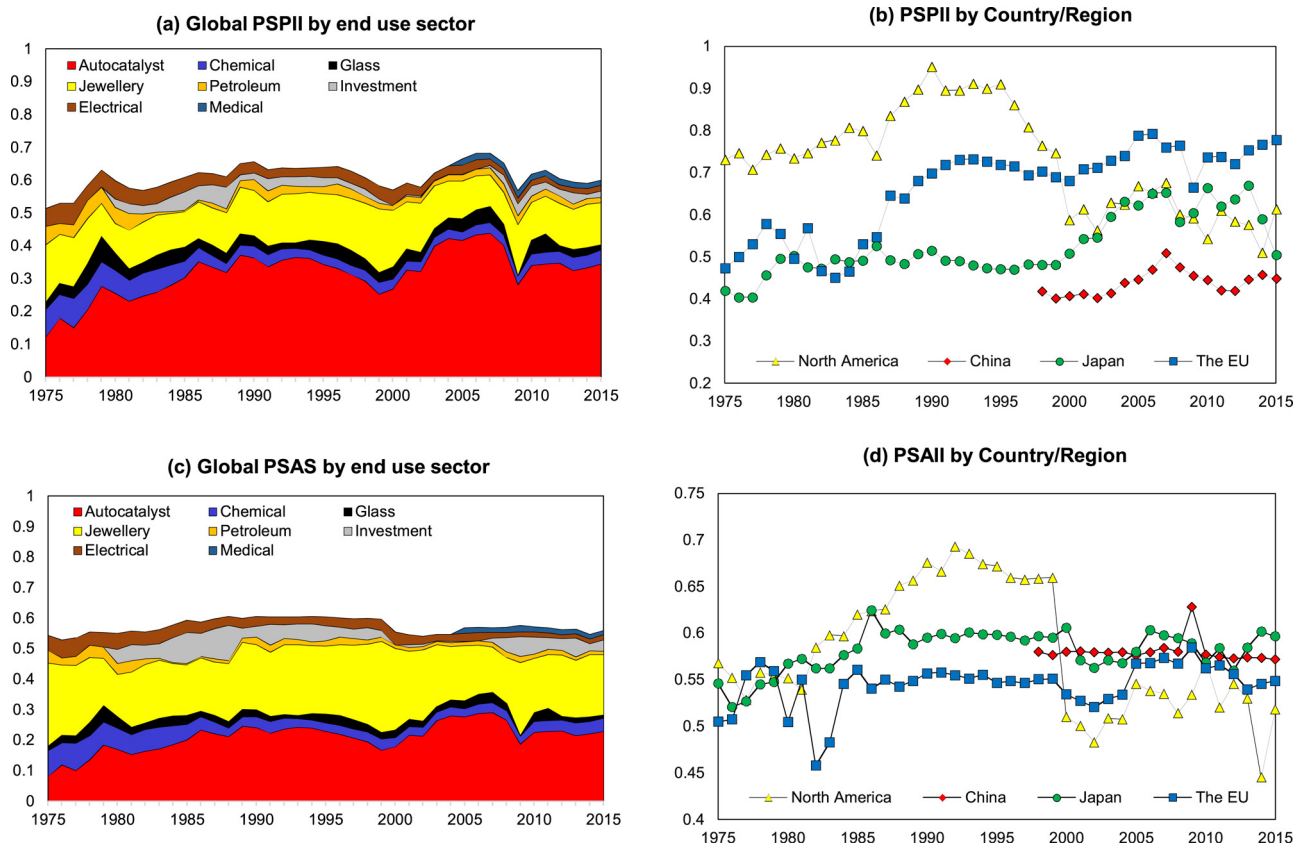 (a) Global PSPII by end use sector
1
0.9
0.8
0.7
0.6
0.5
0.4
0.3
0.2
0.1
0
Autocatalyst Chemical Glass
Jewellery Petroleum Investment
Electrical Medical
1975 1980 1985 1990 1995 2000 2005 2010 2015
(b) PSPII by Country/Region
1
0.9
0.8
0.7
0.6
0.5
0.4
0.3
0.2
North America China Japan The EU
1975 1980 1985 1990 1995 2000 2005 2010 2015
(c) Global PSAS by end use sector
1
0.9
0.8
0.7
0.6
0.5
0.4
0.3
0.2
0.1
0
Autocatalyst Chemical Glass
Jewellery Petroleum Investment
Electrical Medical
1975 1980 1985 1990 1995 2000 2005 2010 2015
(d) PSAII by Country/Region
0.75
0.7
0.65
0.6
0.55
0.5
0.45
0.4
North America China Japan The EU
1975 1980 1985 1990 1995 2000 2005 2010 2015